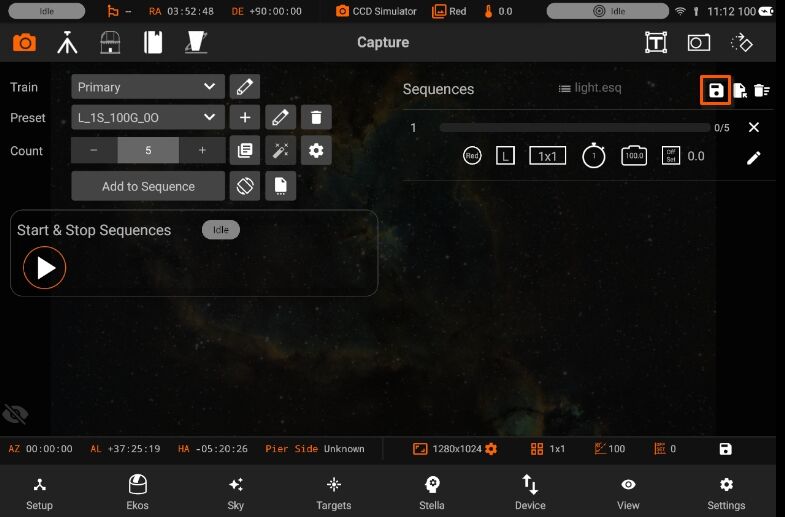 Idle -- RA 03:52:48 DE +90:00:00 CCD Simulator Red 0.0 Idle 11:12 100
Capture
Train Primary
Preset L_1S_100G_0O
Count - 5 +
Add to Sequence
Start & Stop Sequences Idle
Sequences light.esq
1 0/5
Red L 1x1 1 100.0 Off Set 0.0
AZ 00:00:00 AL +37:25:19 HA -05:20:26 Pier Side Unknown 1280x1024 1x1 100 0
Setup Ekos Sky Targets Stella Device View Settings